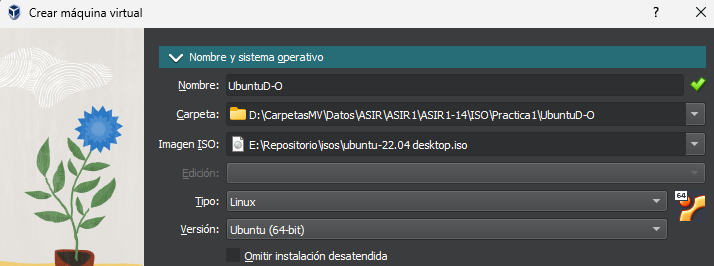 Crear máquina virtual
? ×
Nombre y sistema operativo
Nombre: UbuntuD-O
Carpeta: D:\CarpetasMV\Datos\ASIR\ASIR1\ASIR1-14\ISO\Practica1\UbuntuD-O
Imagen ISO: E:\Repositorio\isos\ubuntu-22.04 desktop.iso
Edición:
Tipo: Linux
64
Versión: Ubuntu (64-bit)
Omitir instalación desatendida